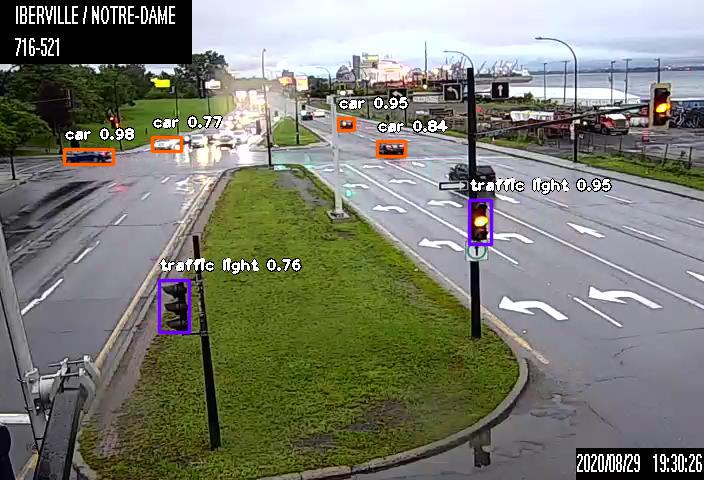 IBERVILLE / NOTRE-DAME
716-521
car 0.98
car 0.77
car 0.95
car 0.84
traffic light 0.95
traffic light 0.76
2020/08/29 19:30:26